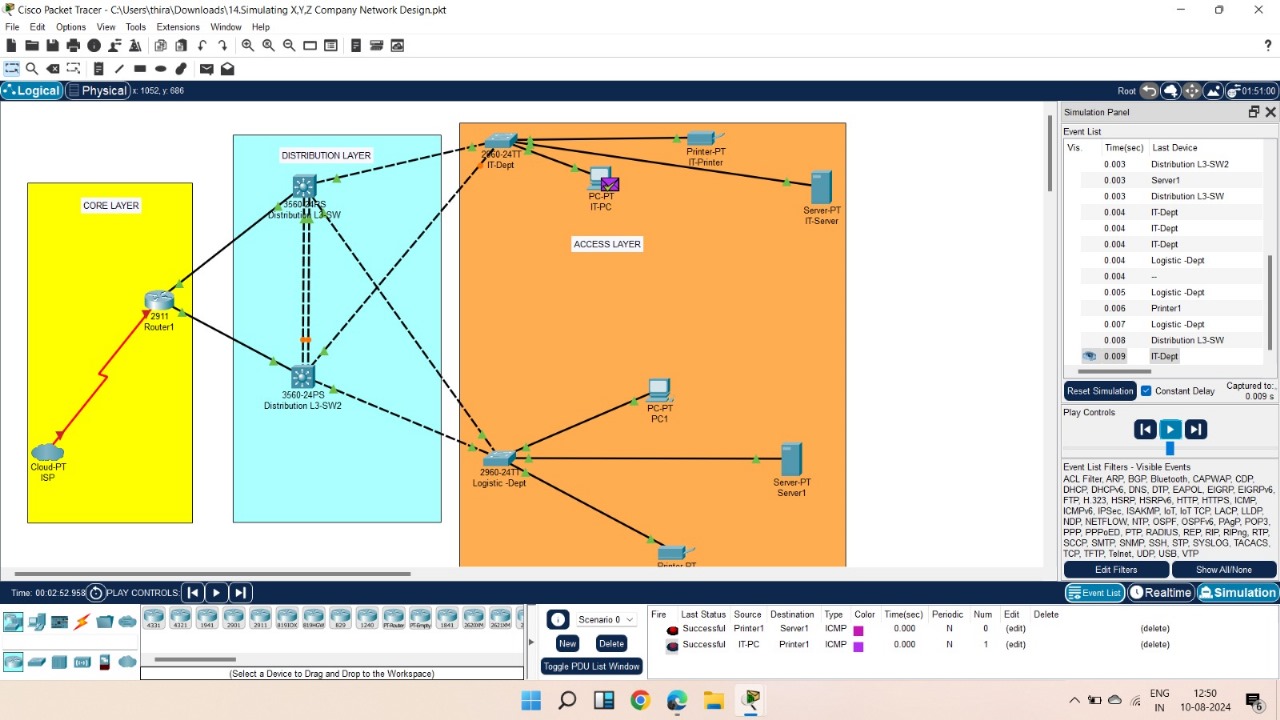 Cisco Packet Tracer - C:\Users\thira\Downloads\14.Simulating X,Y,Z Company Network Design.pkt
File Edit Options View Tools Extensions Window Help
?
Logical Physical x: 1052, y: 686
Root 01:51:00
CORE LAYER
DISTRIBUTION LAYER
ACCESS LAYER
2911
Router1
Cloud-PT
ISP
3560-24PS
Distribution L3-SW
3560-24PS
Distribution L3-SW2
2960-24TT
IT-Dept
Printer-PT
IT-Printer
PC-PT
IT-PC
Server-PT
IT-Server
PC-PT
PC1
2960-24TT
Logistic -Dept
Server-PT
Server1
Printer-PT
Simulation Panel
Event List
Vis. Time(sec) Last Device
0.003 Distribution L3-SW2
0.003 Server1
0.003 Distribution L3-SW
0.004 IT-Dept
0.004 IT-Dept
0.004 IT-Dept
0.004 Logistic -Dept
0.004 --
0.005 Logistic -Dept
0.006 Printer1
0.007 Logistic -Dept
0.008 Distribution L3-SW
0.009 IT-Dept
Reset Simulation Constant Delay Captured to:
0.009 s
Play Controls
Event List Filters - Visible Events
ACL Filter, ARP, BGP, Bluetooth, CAPWAP, CDP,
DHCP, DHCPv6, DNS, DTP, EAPOL, EIGRP, EIGRPv6,
FTP, H.323, HSRP, HSRPv6, HTTP, HTTPS, ICMP,
ICMPv6, IPSec, ISAKMP, IoT, IoT TCP, LACP, LLDP,
NDP, NETFLOW, NTP, OSPF, OSPFv6, PAgP, POP3,
PPP, PPPoED, PTP, RADIUS, REP, RIP, RIPng, RTP,
SCCP, SMTP, SNMP, SSH, STP, SYSLOG, TACACS,
TCP, TFTP, Telnet, UDP, USB, VTP
Edit Filters Show All/None
Time: 00:02:52.958 PLAY CONTROLS:
Event List Realtime Simulation
4331 4321 1941 2901 2911 819IOX 819HGW 829 1240 PT-Router PT-Empty 1841 2620XM 2621XM
(Select a Device to Drag and Drop to the Workspace)
Scenario 0
New Delete
Toggle PDU List Window
Fire Last Status Source Destination Type Color Time(sec) Periodic Num Edit Delete
Successful Printer1 Server1 ICMP 0.000 N 0 (edit) (delete)
Successful IT-PC Printer1 ICMP 0.000 N 1 (edit) (delete)
ENG
IN
12:50
10-08-2024
6